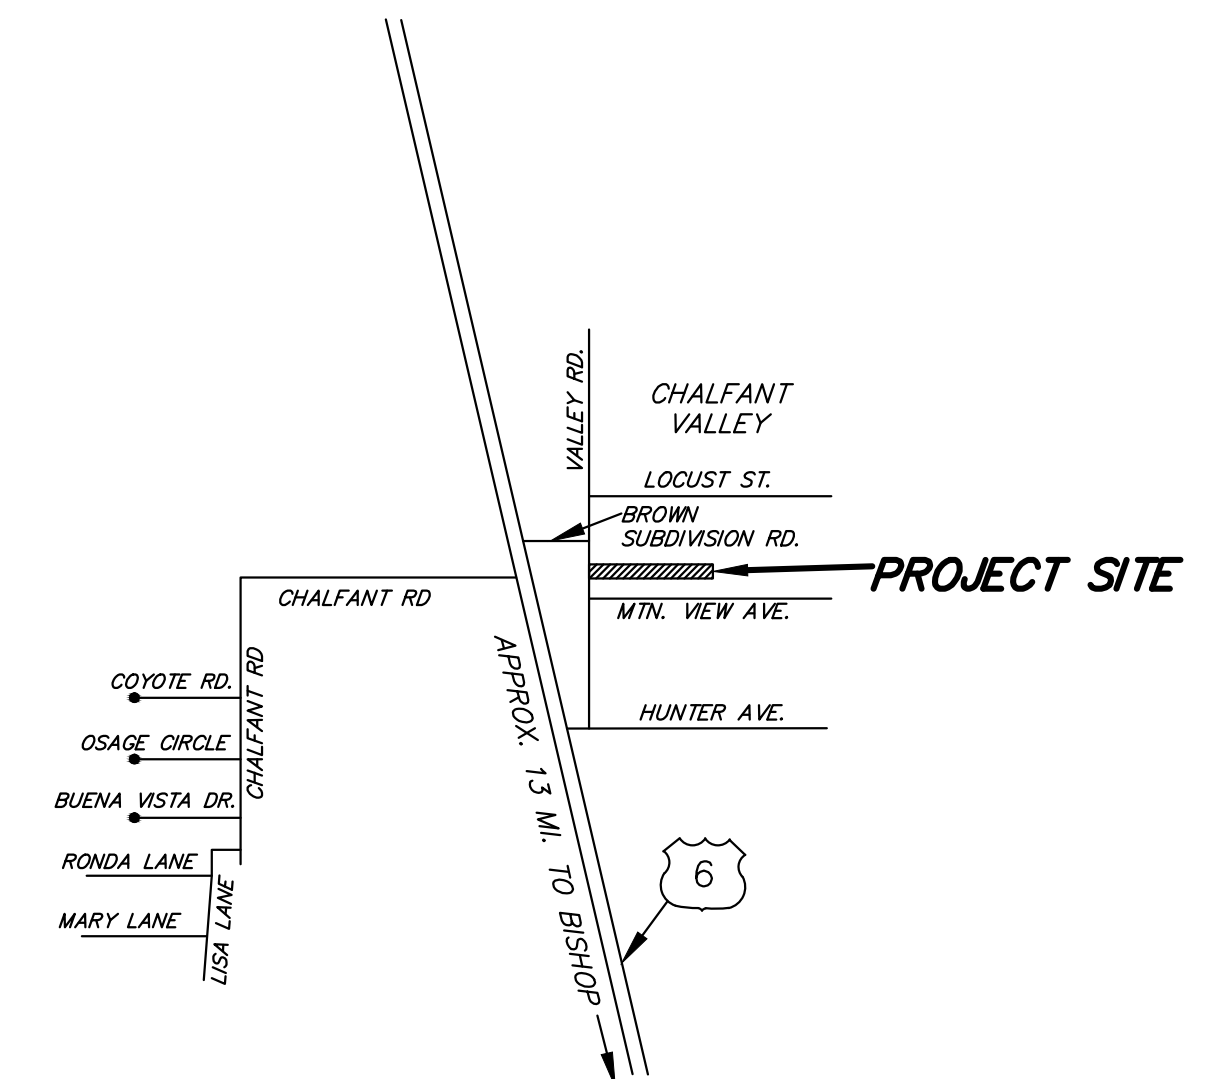 VALLEY RD.
CHALFANT
VALLEY
LOCUST ST.
BROWN
SUBDIVISION RD.
PROJECT SITE
CHALFANT RD
MTN. VIEW AVE.
APPROX. 13 MI. TO BISHOP
COYOTE RD.
CHALFANT RD
HUNTER AVE.
OSAGE CIRCLE
BUENA VISTA DR.
RONDA LANE
6
LISA LANE
MARY LANE